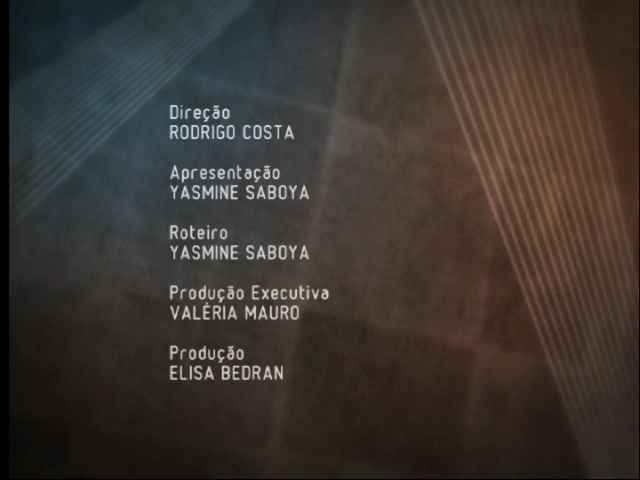 Direção
RODRIGO COSTA
Apresentação
YASMINE SABOYA
Roteiro
YASMINE SABOYA
Produção Executiva
VALÉRIA MAURO
Produção
ELISA BEDRAN